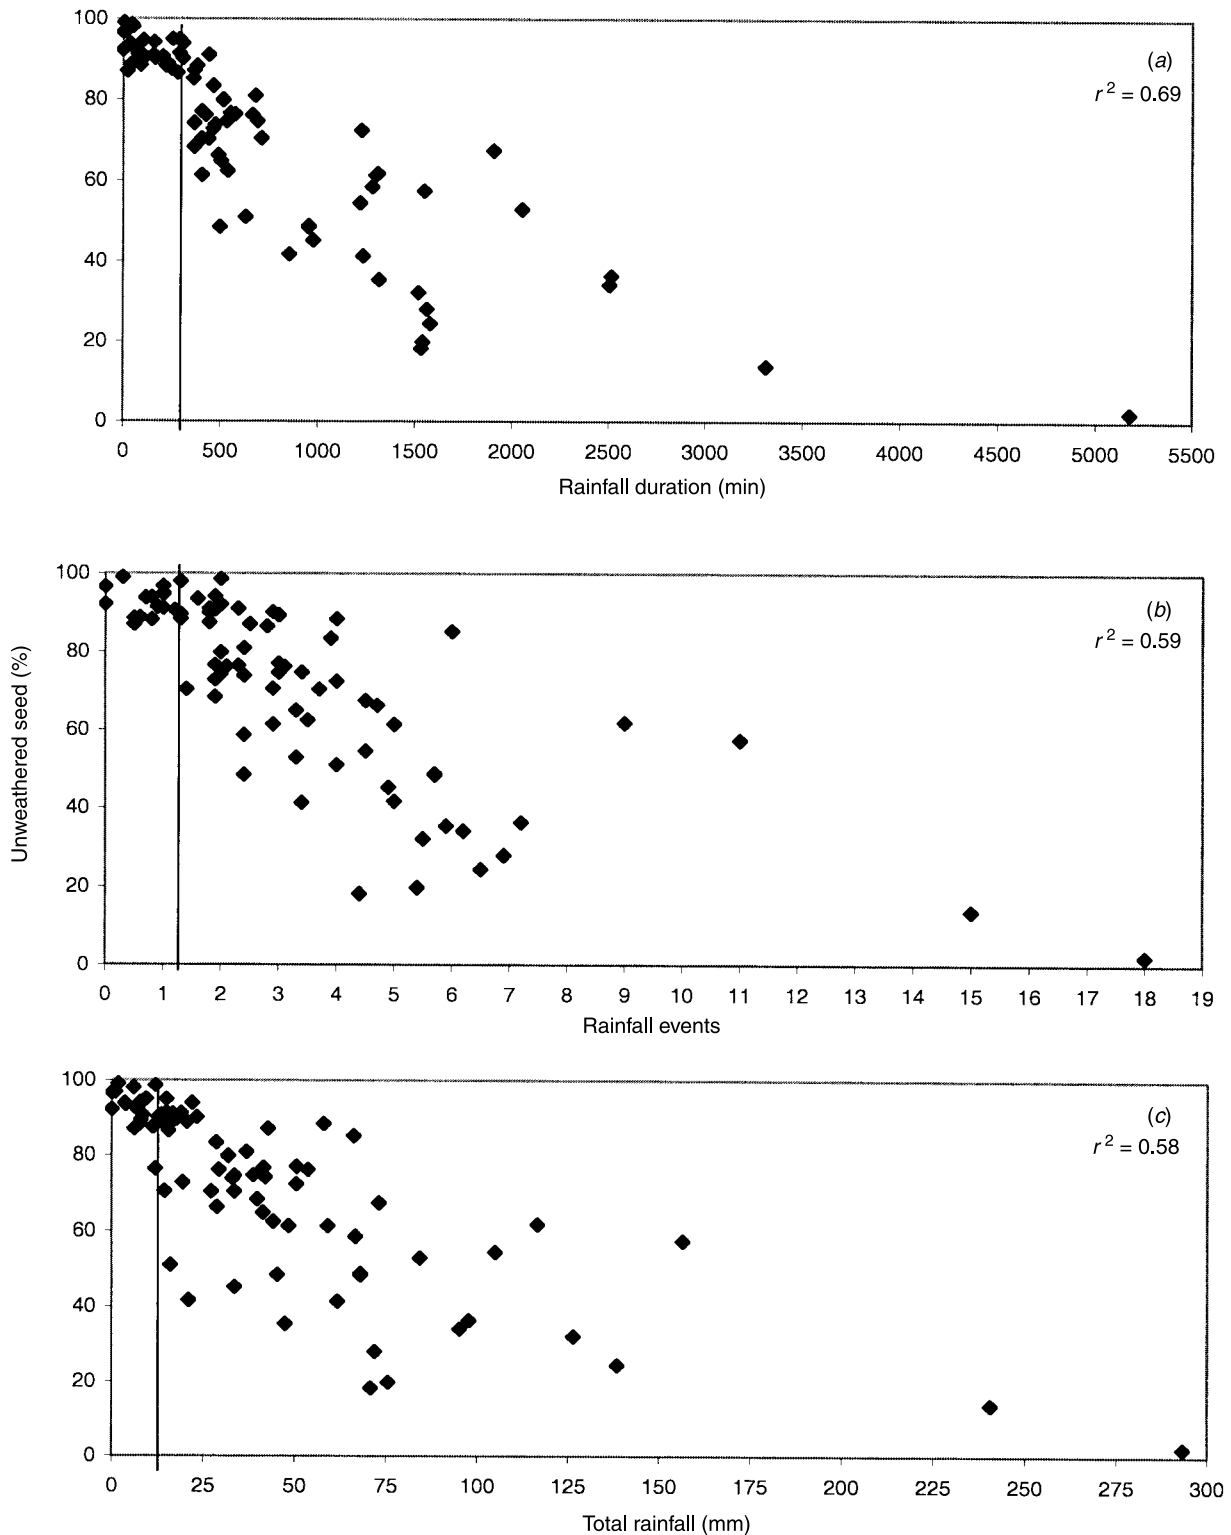 100
80
60
40
20
0
(a)
r² = 0.69
0 500 1000 1500 2000 2500 3000 3500 4000 4500 5000 5500
Rainfall duration (min)
Unweathered seed (%)
100
80
60
40
20
0
(b)
r² = 0.59
0 1 2 3 4 5 6 7 8 9 10 11 12 13 14 15 16 17 18 19
Rainfall events
100
80
60
40
20
0
(c)
r² = 0.58
0 25 50 75 100 125 150 175 200 225 250 275 300
Total rainfall (mm)